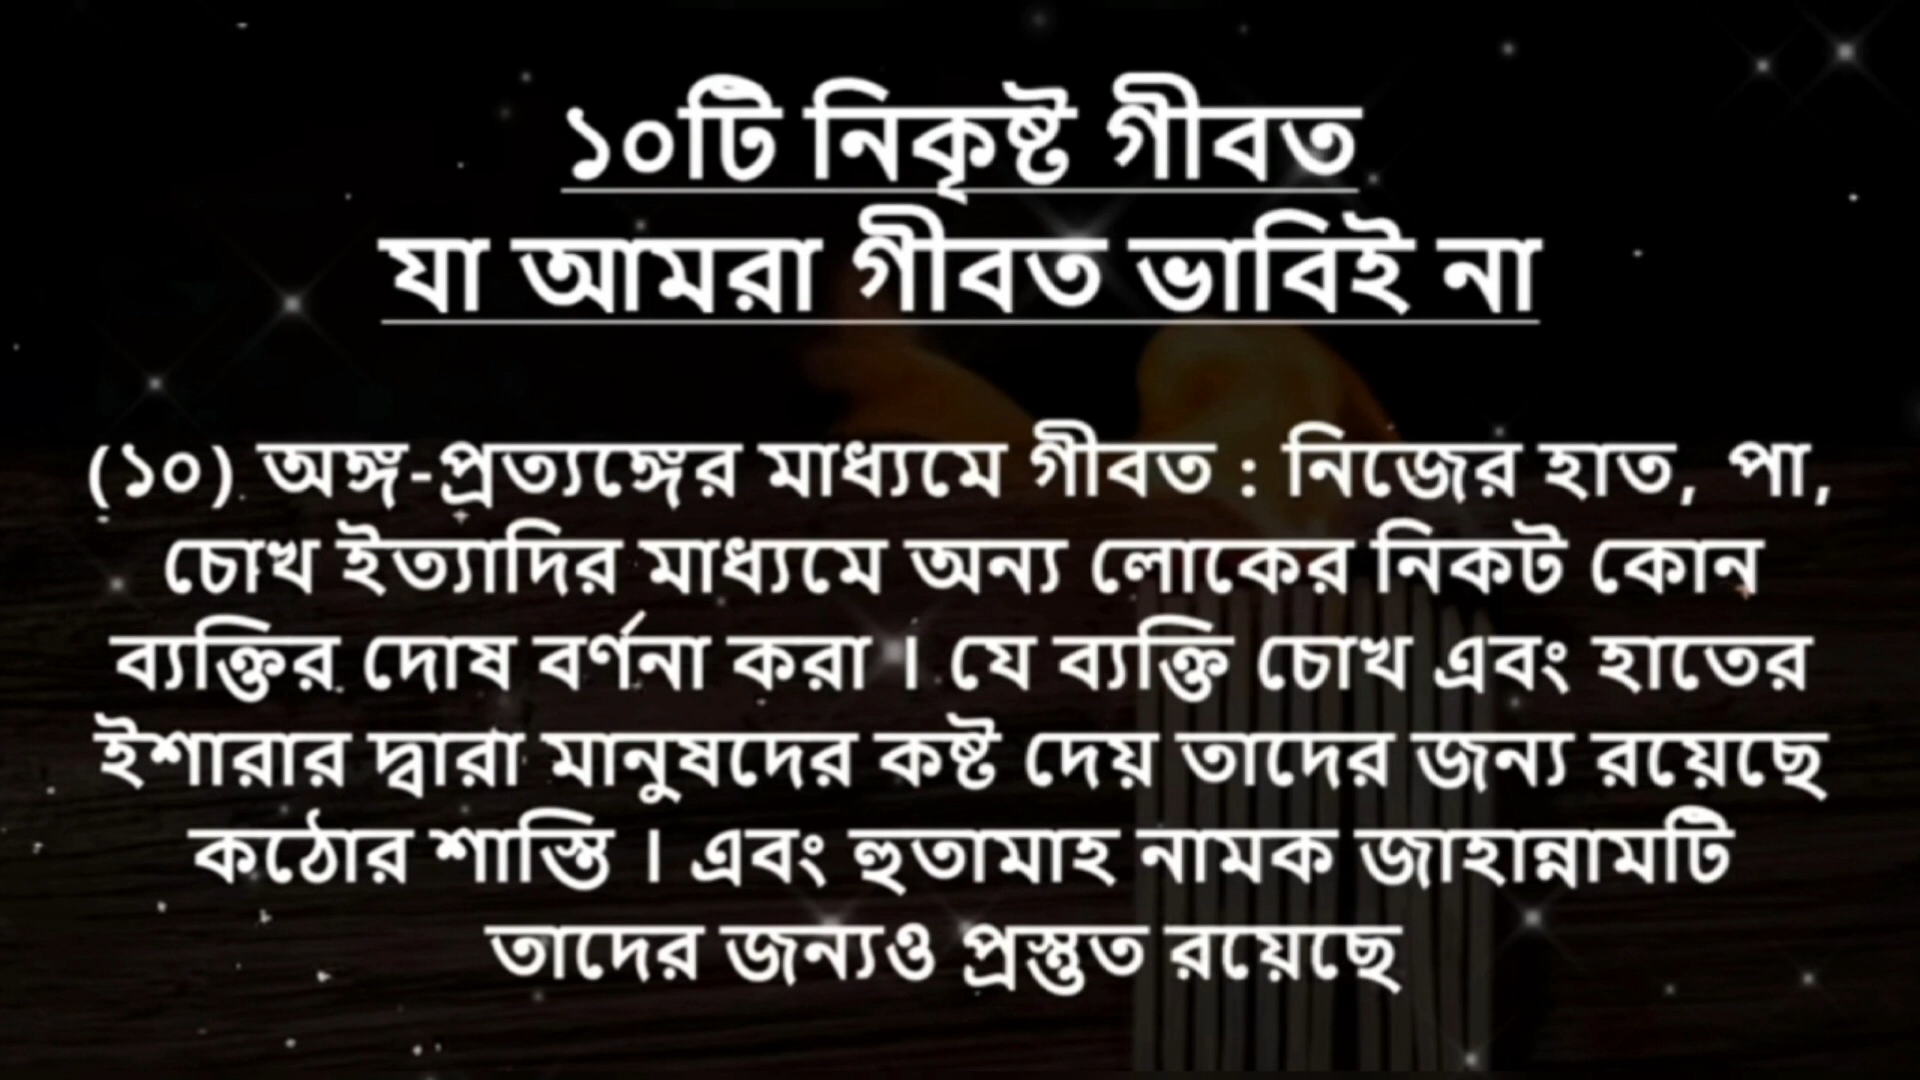 ১০টি নিকৃষ্ট গীবত
যা আমরা গীবত ভাবিই না
(১০) অঙ্গ-প্রত্যঙ্গের মাধ্যমে গীবত : নিজের হাত, পা,
চোখ ইত্যাদির মাধ্যমে অন্য লোকের নিকট কোন
ব্যক্তির দোষ বর্ণনা করা । যে ব্যক্তি চোখ এবং হাতের
ইশারার দ্বারা মানুষদের কষ্ট দেয় তাদের জন্য রয়েছে
কঠোর শাস্তি । এবং হুতামাহ নামক জাহান্নামটি
তাদের জন্যও প্রস্তুত রয়েছে